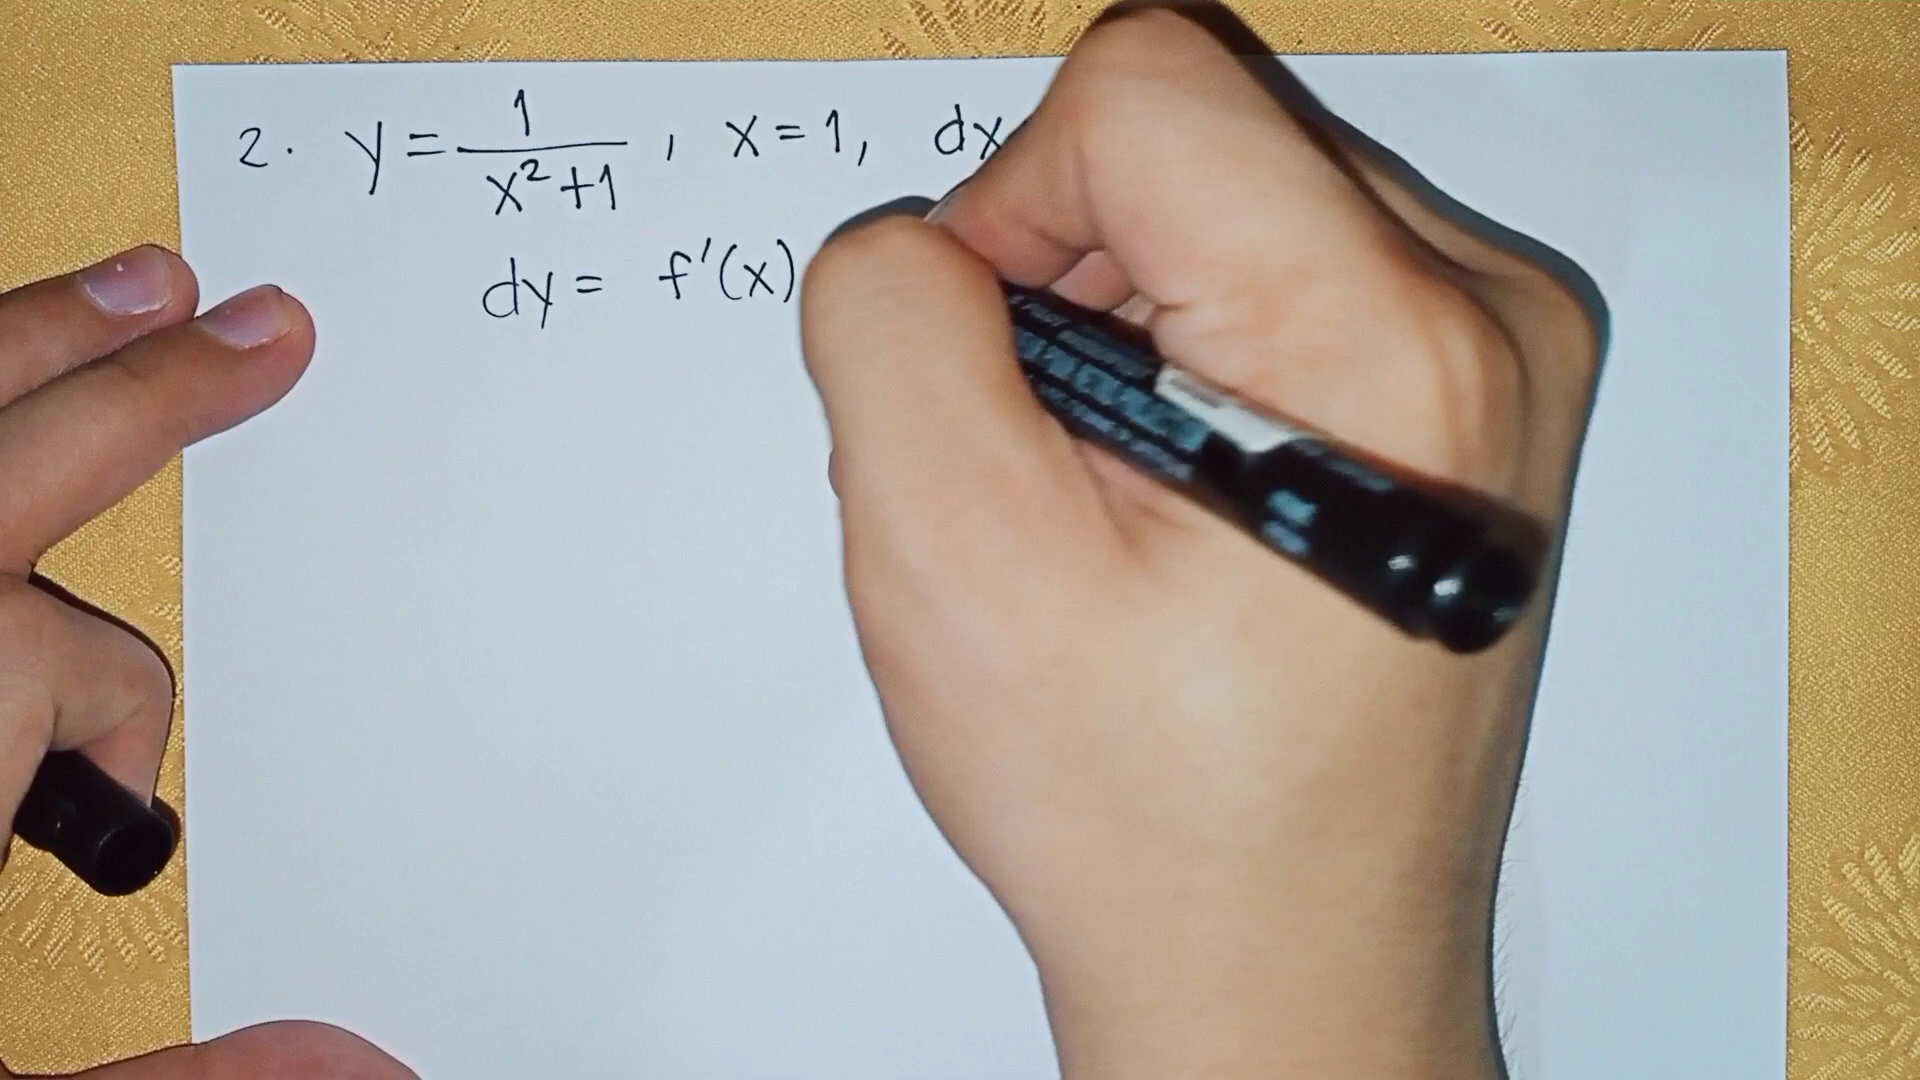 2. y = 1/(x²+1), x = 1, dx
dy = f'(x)